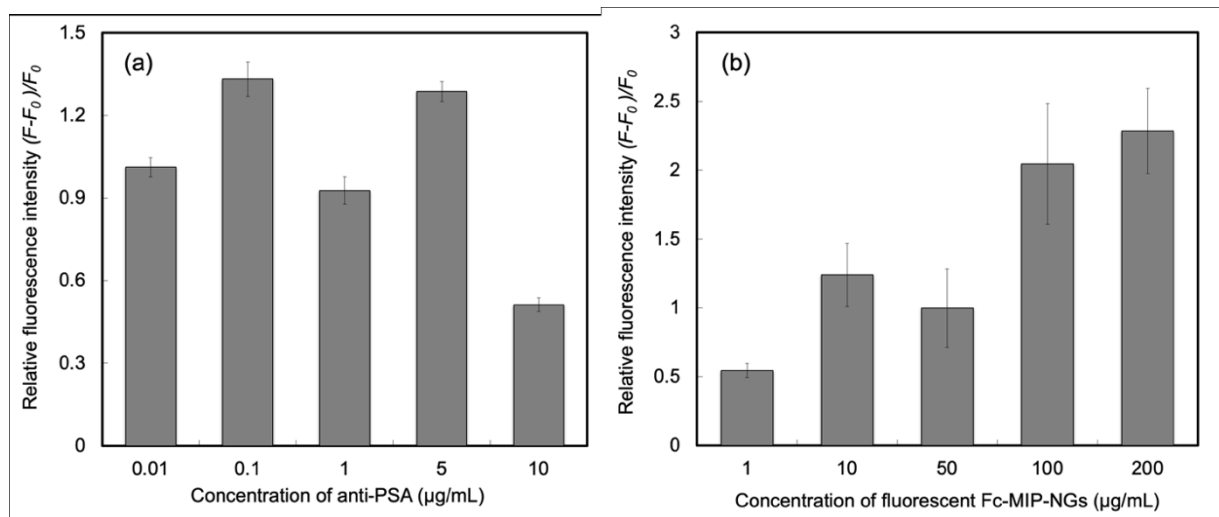 (a)
Relative fluorescence intensity (F-F0 )/F0
1.5
1.2
0.9
0.6
0.3
0
0.01 0.1 1 5 10
Concentration of anti-PSA (µg/mL)
(b)
Relative fluorescence intensity (F-F0 )/F0
3
2.5
2
1.5
1
0.5
0
1 10 50 100 200
Concentration of fluorescent Fc-MIP-NGs (µg/mL)